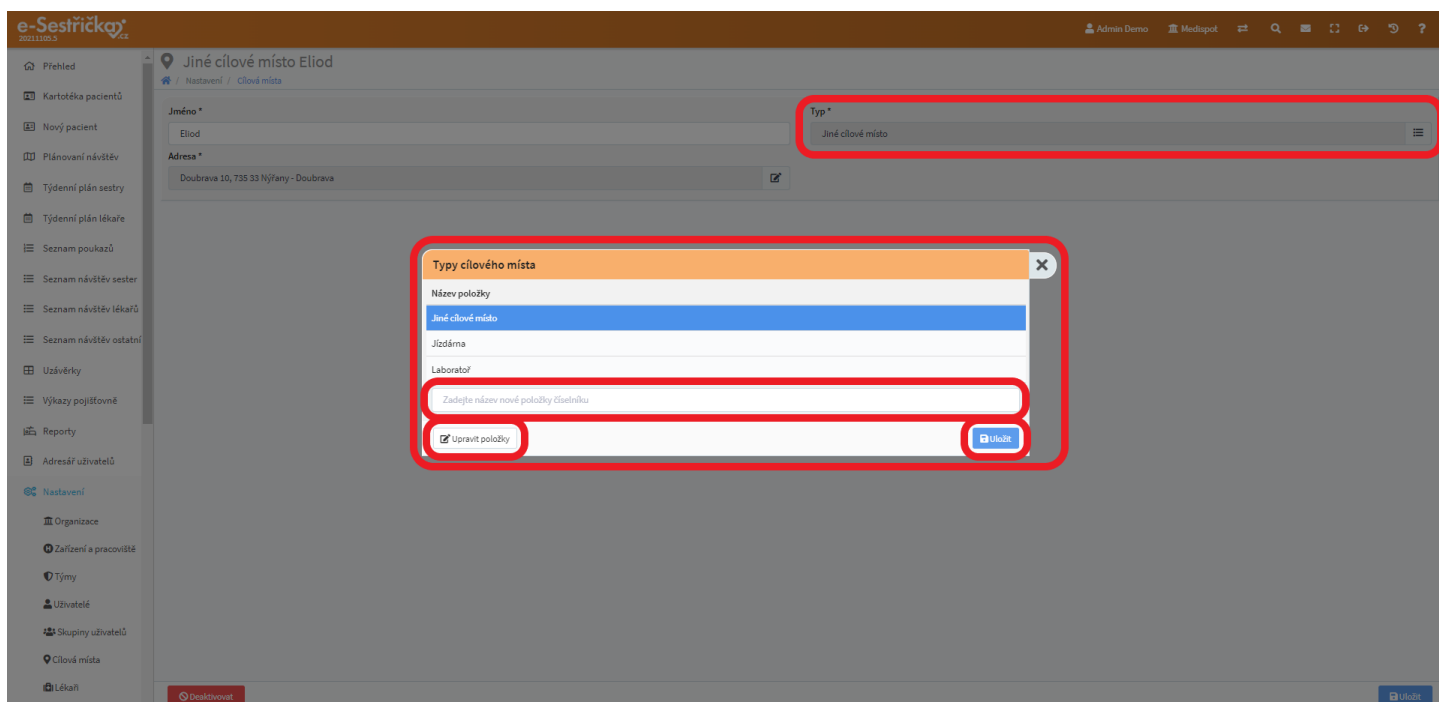 e-Sestřička.cz
20211105.5
Admin Demo
Medispot
Přehled
Kartotéka pacientů
Nový pacient
Plánovaní návštěv
Týdenní plán sestry
Týdenní plán lékaře
Seznam poukazů
Seznam návštěv sester
Seznam návštěv lékařů
Seznam návštěv ostatní
Uzávěrky
Výkazy pojišťovně
Reporty
Adresář uživatelů
Nastavení
Organizace
Zařízení a pracoviště
Týmy
Uživatelé
Skupiny uživatelů
Cílová místa
Lékaři
Jiné cílové místo Eliod
/ Nastavení / Cílová místa
Jméno *
Eliod
Typ *
Jiné cílové místo
Adresa *
Doubrava 10, 735 33 Nýřany - Doubrava
Typy cílového místa
Název položky
Jiné cílové místo
Jízdárna
Laboratoř
Zadejte název nové položky číselníku
Upravit položky
Uložit
Deaktivovat
Uložit